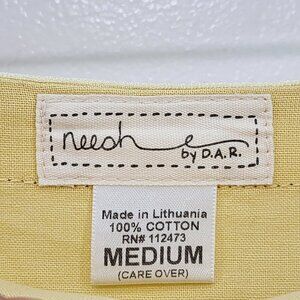 neesh
by D.A.R.
Made in Lithuania
100% COTTON
RN# 112473
MEDIUM
(CARE OVER)